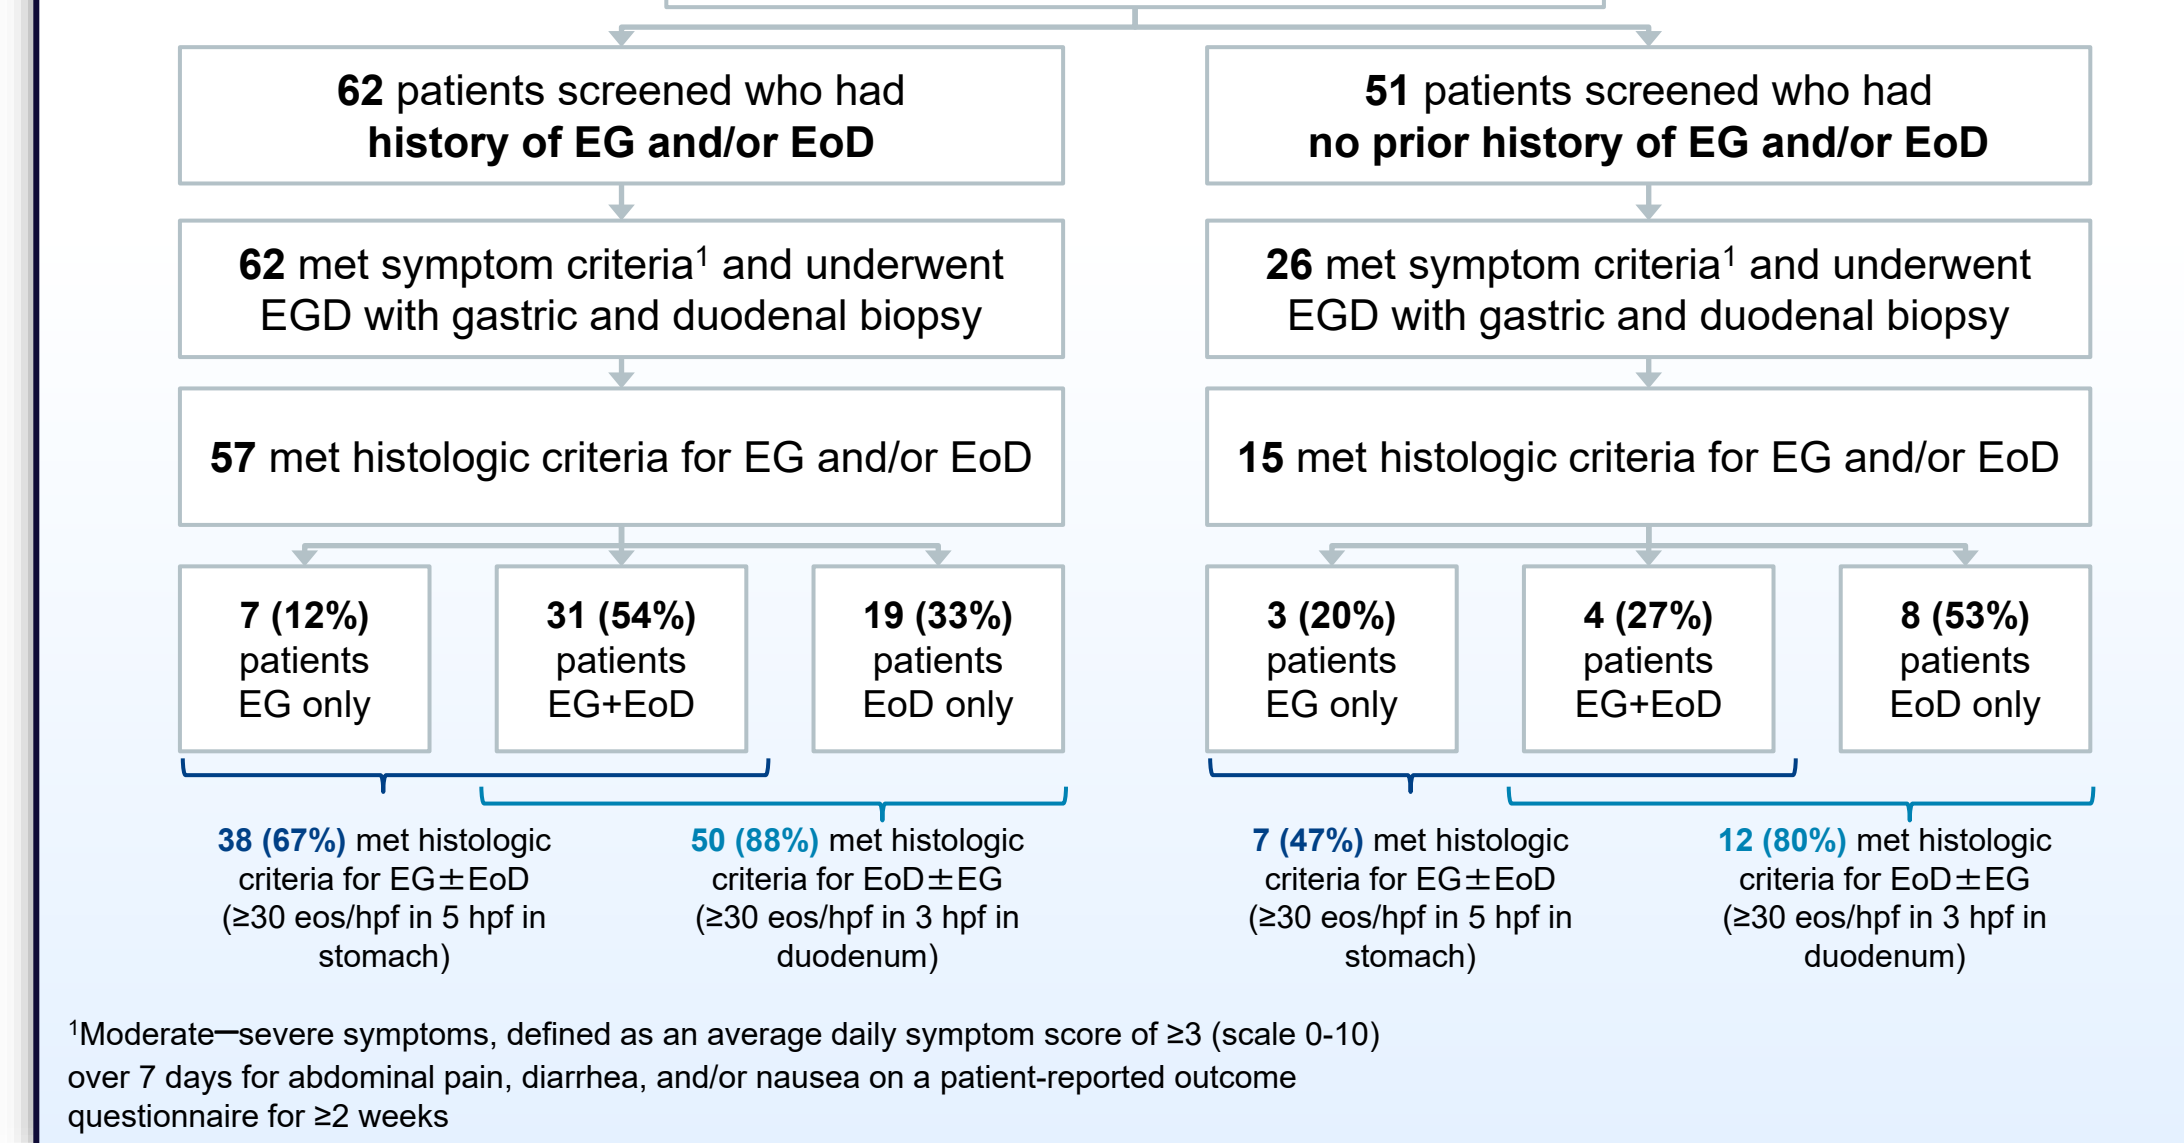 62 patients screened who had
history of EG and/or EoD
51 patients screened who had
no prior history of EG and/or EoD
62 met symptom criteria¹ and underwent
EGD with gastric and duodenal biopsy
26 met symptom criteria¹ and underwent
EGD with gastric and duodenal biopsy
57 met histologic criteria for EG and/or EoD
15 met histologic criteria for EG and/or EoD
7 (12%)
patients
EG only
31 (54%)
patients
EG+EoD
19 (33%)
patients
EoD only
3 (20%)
patients
EG only
4 (27%)
patients
EG+EoD
8 (53%)
patients
EoD only
38 (67%) met histologic
criteria for EG±EoD
(≥30 eos/hpf in 5 hpf in
stomach)
50 (88%) met histologic
criteria for EoD±EG
(≥30 eos/hpf in 3 hpf in
duodenum)
7 (47%) met histologic
criteria for EG±EoD
(≥30 eos/hpf in 5 hpf in
stomach)
12 (80%) met histologic
criteria for EoD±EG
(≥30 eos/hpf in 3 hpf in
duodenum)
¹Moderate─severe symptoms, defined as an average daily symptom score of ≥3 (scale 0-10)
over 7 days for abdominal pain, diarrhea, and/or nausea on a patient-reported outcome
questionnaire for ≥2 weeks